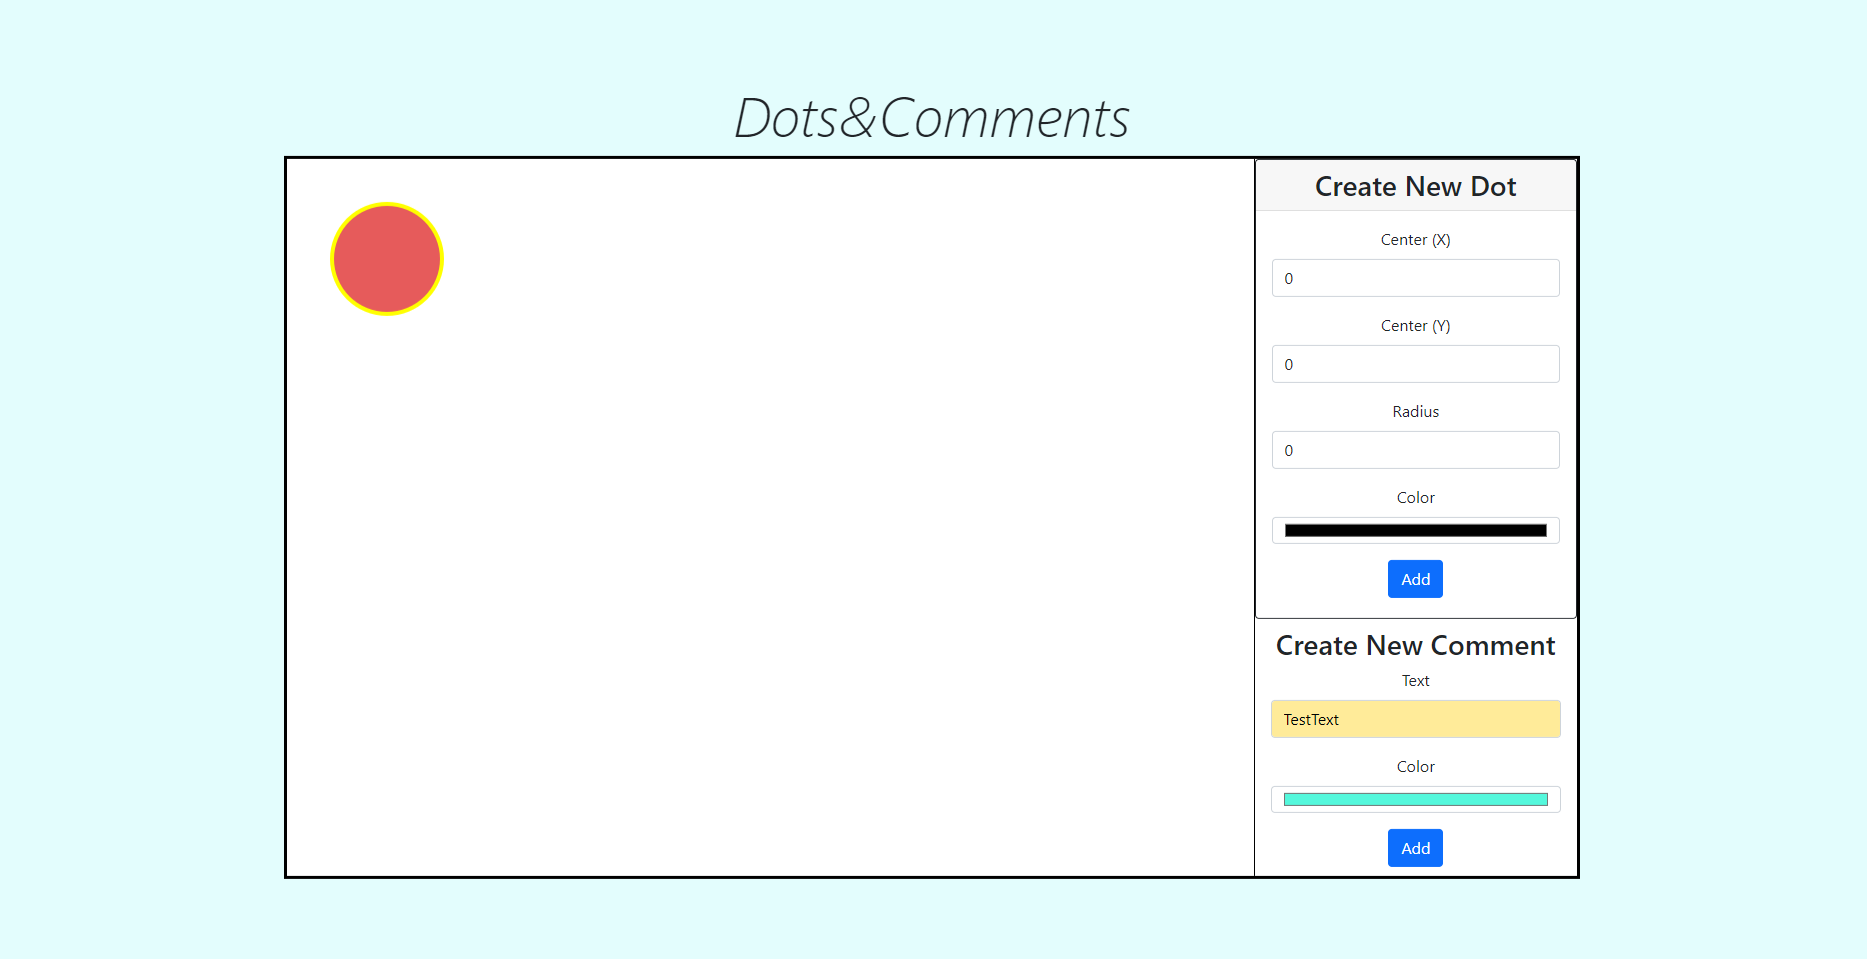 Dots&Comments
Create New Dot
Center (X)
0
Center (Y)
0
Radius
0
Color
Add
Create New Comment
Text
TestText
Color
Add